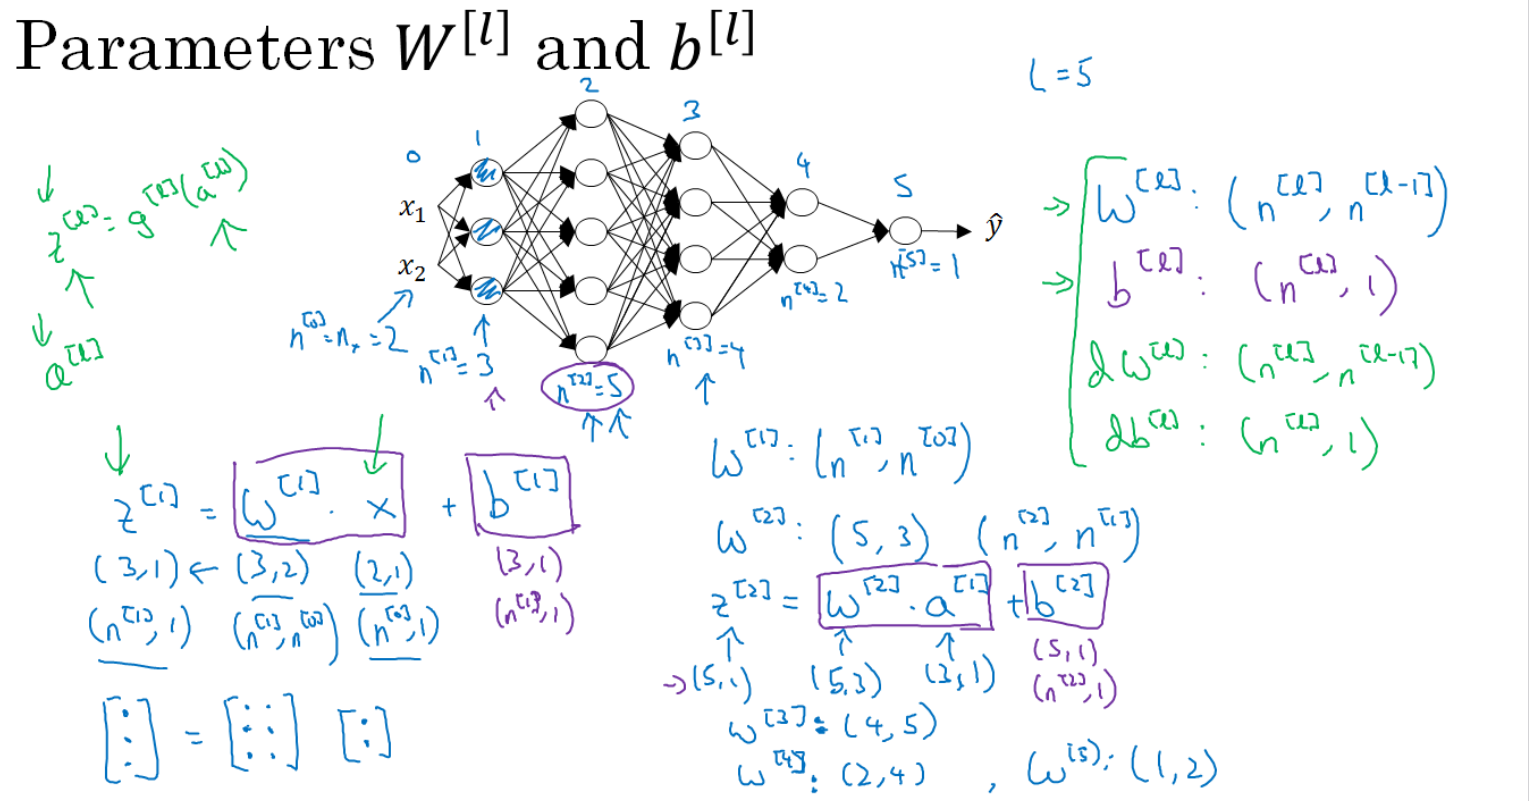 Parameters W^[l] and b^[l]
L = 5
0
1
2
3
4
5
x₁
x₂
ŷ
n^[0] = nₓ = 2
n^[1] = 3
n^[2] = 5
n^[3] = 4
n^[4] = 2
n^[5] = 1
↓
z^[l] = g^[l](a^[l])
↑ ↑
↓
a^[l]
→ W^[l] : (n^[l], n^[l-1])
→ b^[l] : (n^[l], 1)
dW^[l] : (n^[l], n^[l-1])
db^[l] : (n^[l], 1)
z^[1] = W^[1] · x + b^[1]
(3,1) ← (3,2) (2,1) (3,1)
(n^[1], 1) (n^[1], n^[0]) (n^[0], 1) (n^[1], 1)
[⋮] = [: : :] [:]
W^[1] : (n^[1], n^[0])
W^[2] : (5, 3) (n^[2], n^[1])
z^[2] = W^[2] · a^[1] + b^[2]
→ (5,1) (5,3) (3,1) (5,1)
(n^[2], 1)
W^[3] : (4, 5)
W^[4] : (2, 4) , W^[5] : (1, 2)